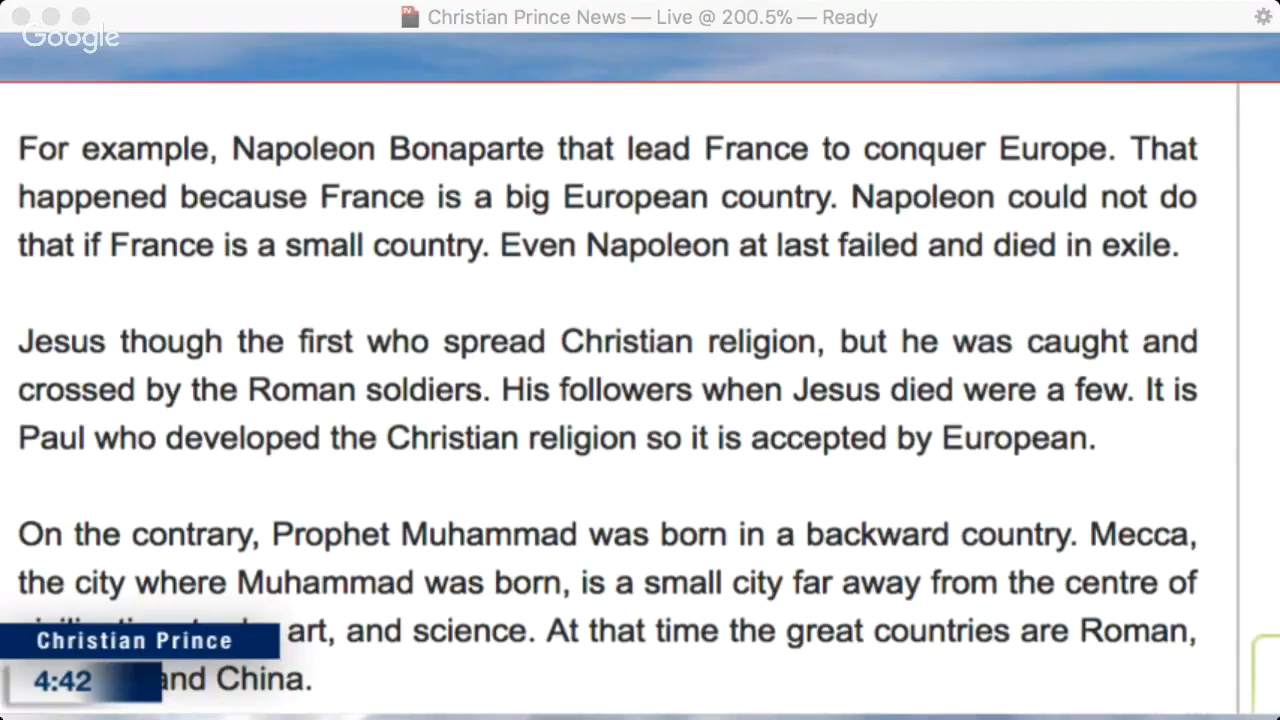 Christian Prince News — Live @ 200.5% — Ready
Google
For example, Napoleon Bonaparte that lead France to conquer Europe. That
happened because France is a big European country. Napoleon could not do
that if France is a small country. Even Napoleon at last failed and died in exile.
Jesus though the first who spread Christian religion, but he was caught and
crossed by the Roman soldiers. His followers when Jesus died were a few. It is
Paul who developed the Christian religion so it is accepted by European.
On the contrary, Prophet Muhammad was born in a backward country. Mecca,
the city where Muhammad was born, is a small city far away from the centre of
art, and science. At that time the great countries are Roman,
and China.
Christian Prince
4:42